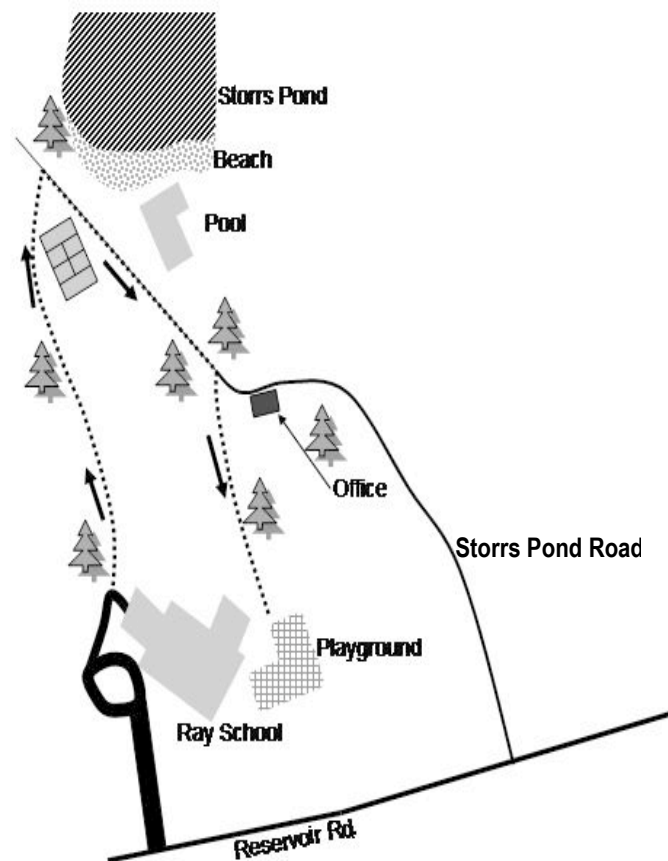 Storrs Pond
Beach
Pool
Office
Storrs Pond Road
Playground
Ray School
Reservoir Rd.